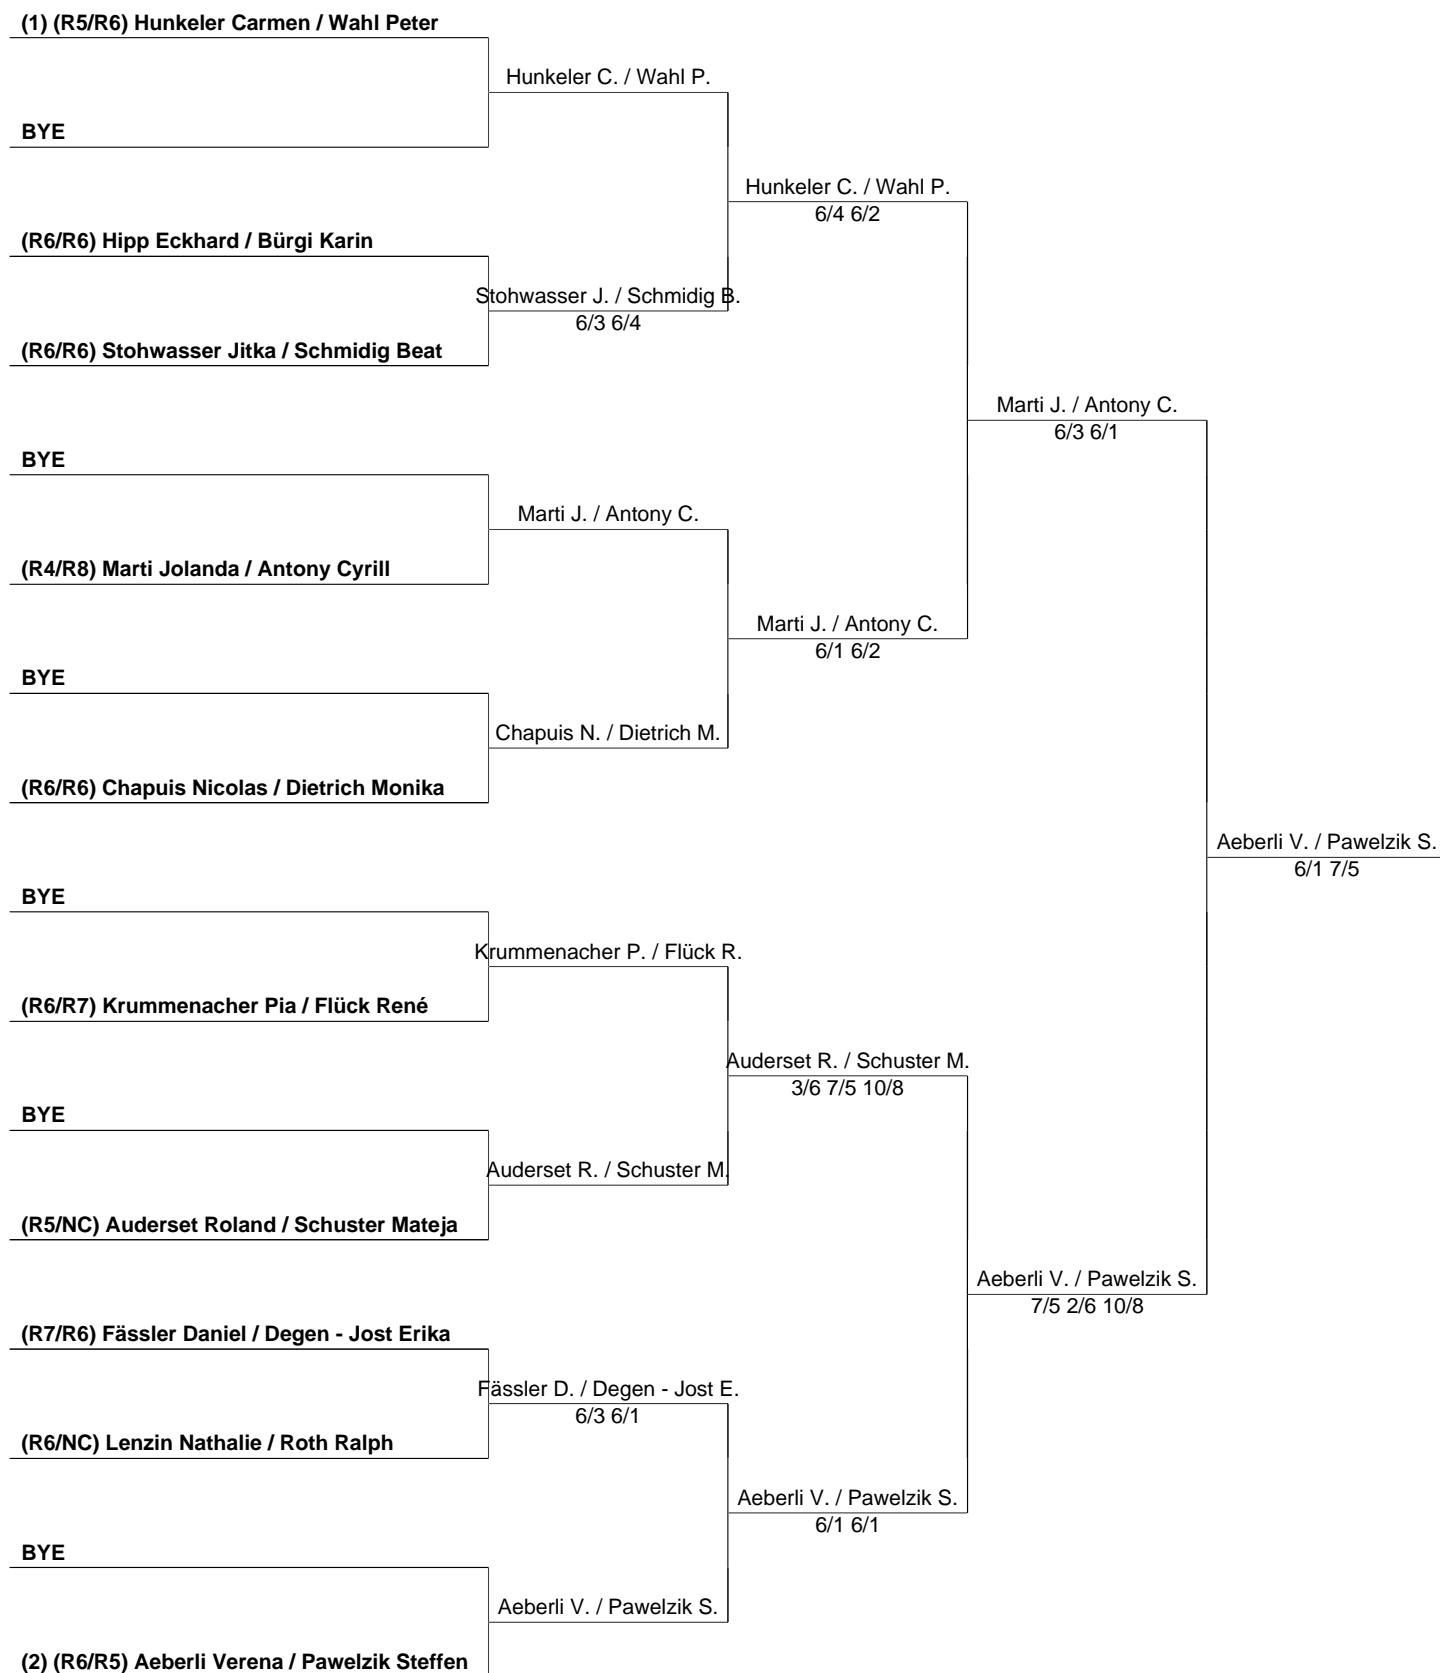 (1) (R5/R6) Hunkeler Carmen / Wahl Peter
Hunkeler C. / Wahl P.
BYE
Hunkeler C. / Wahl P.
6/4 6/2
(R6/R6) Hipp Eckhard / Bürgi Karin
Stohwasser J. / Schmidig B.
6/3 6/4
(R6/R6) Stohwasser Jitka / Schmidig Beat
Marti J. / Antony C.
6/3 6/1
BYE
Marti J. / Antony C.
(R4/R8) Marti Jolanda / Antony Cyrill
Marti J. / Antony C.
6/1 6/2
BYE
Chapuis N. / Dietrich M.
(R6/R6) Chapuis Nicolas / Dietrich Monika
Aeberli V. / Pawelzik S.
6/1 7/5
BYE
Krummenacher P. / Flück R.
(R6/R7) Krummenacher Pia / Flück René
Auderset R. / Schuster M.
3/6 7/5 10/8
BYE
Auderset R. / Schuster M.
(R5/NC) Auderset Roland / Schuster Mateja
Aeberli V. / Pawelzik S.
7/5 2/6 10/8
(R7/R6) Fässler Daniel / Degen - Jost Erika
Fässler D. / Degen - Jost E.
6/3 6/1
(R6/NC) Lenzin Nathalie / Roth Ralph
Aeberli V. / Pawelzik S.
6/1 6/1
BYE
Aeberli V. / Pawelzik S.
(2) (R6/R5) Aeberli Verena / Pawelzik Steffen